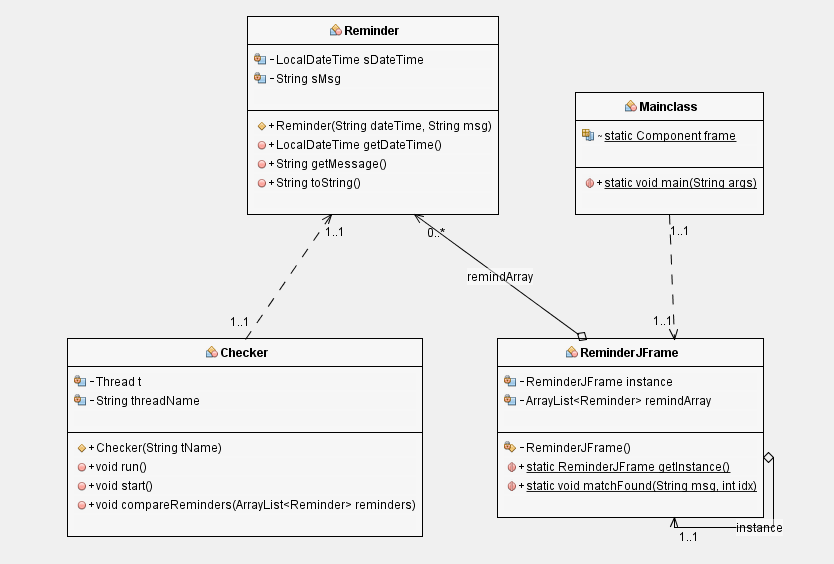 Reminder
-LocalDateTime sDateTime
-String sMsg
+Reminder(String dateTime, String msg)
+LocalDateTime getDateTime()
+String getMessage()
+String toString()
Mainclass
~static Component frame
+static void main(String args)
1..1
0..*
1..1
remindArray
1..1
1..1
Checker
-Thread t
-String threadName
+Checker(String tName)
+void run()
+void start()
+void compareReminders(ArrayList<Reminder> reminders)
ReminderJFrame
-ReminderJFrame instance
-ArrayList<Reminder> remindArray
-ReminderJFrame()
+static ReminderJFrame getInstance()
+static void matchFound(String msg, int idx)
instance
1..1